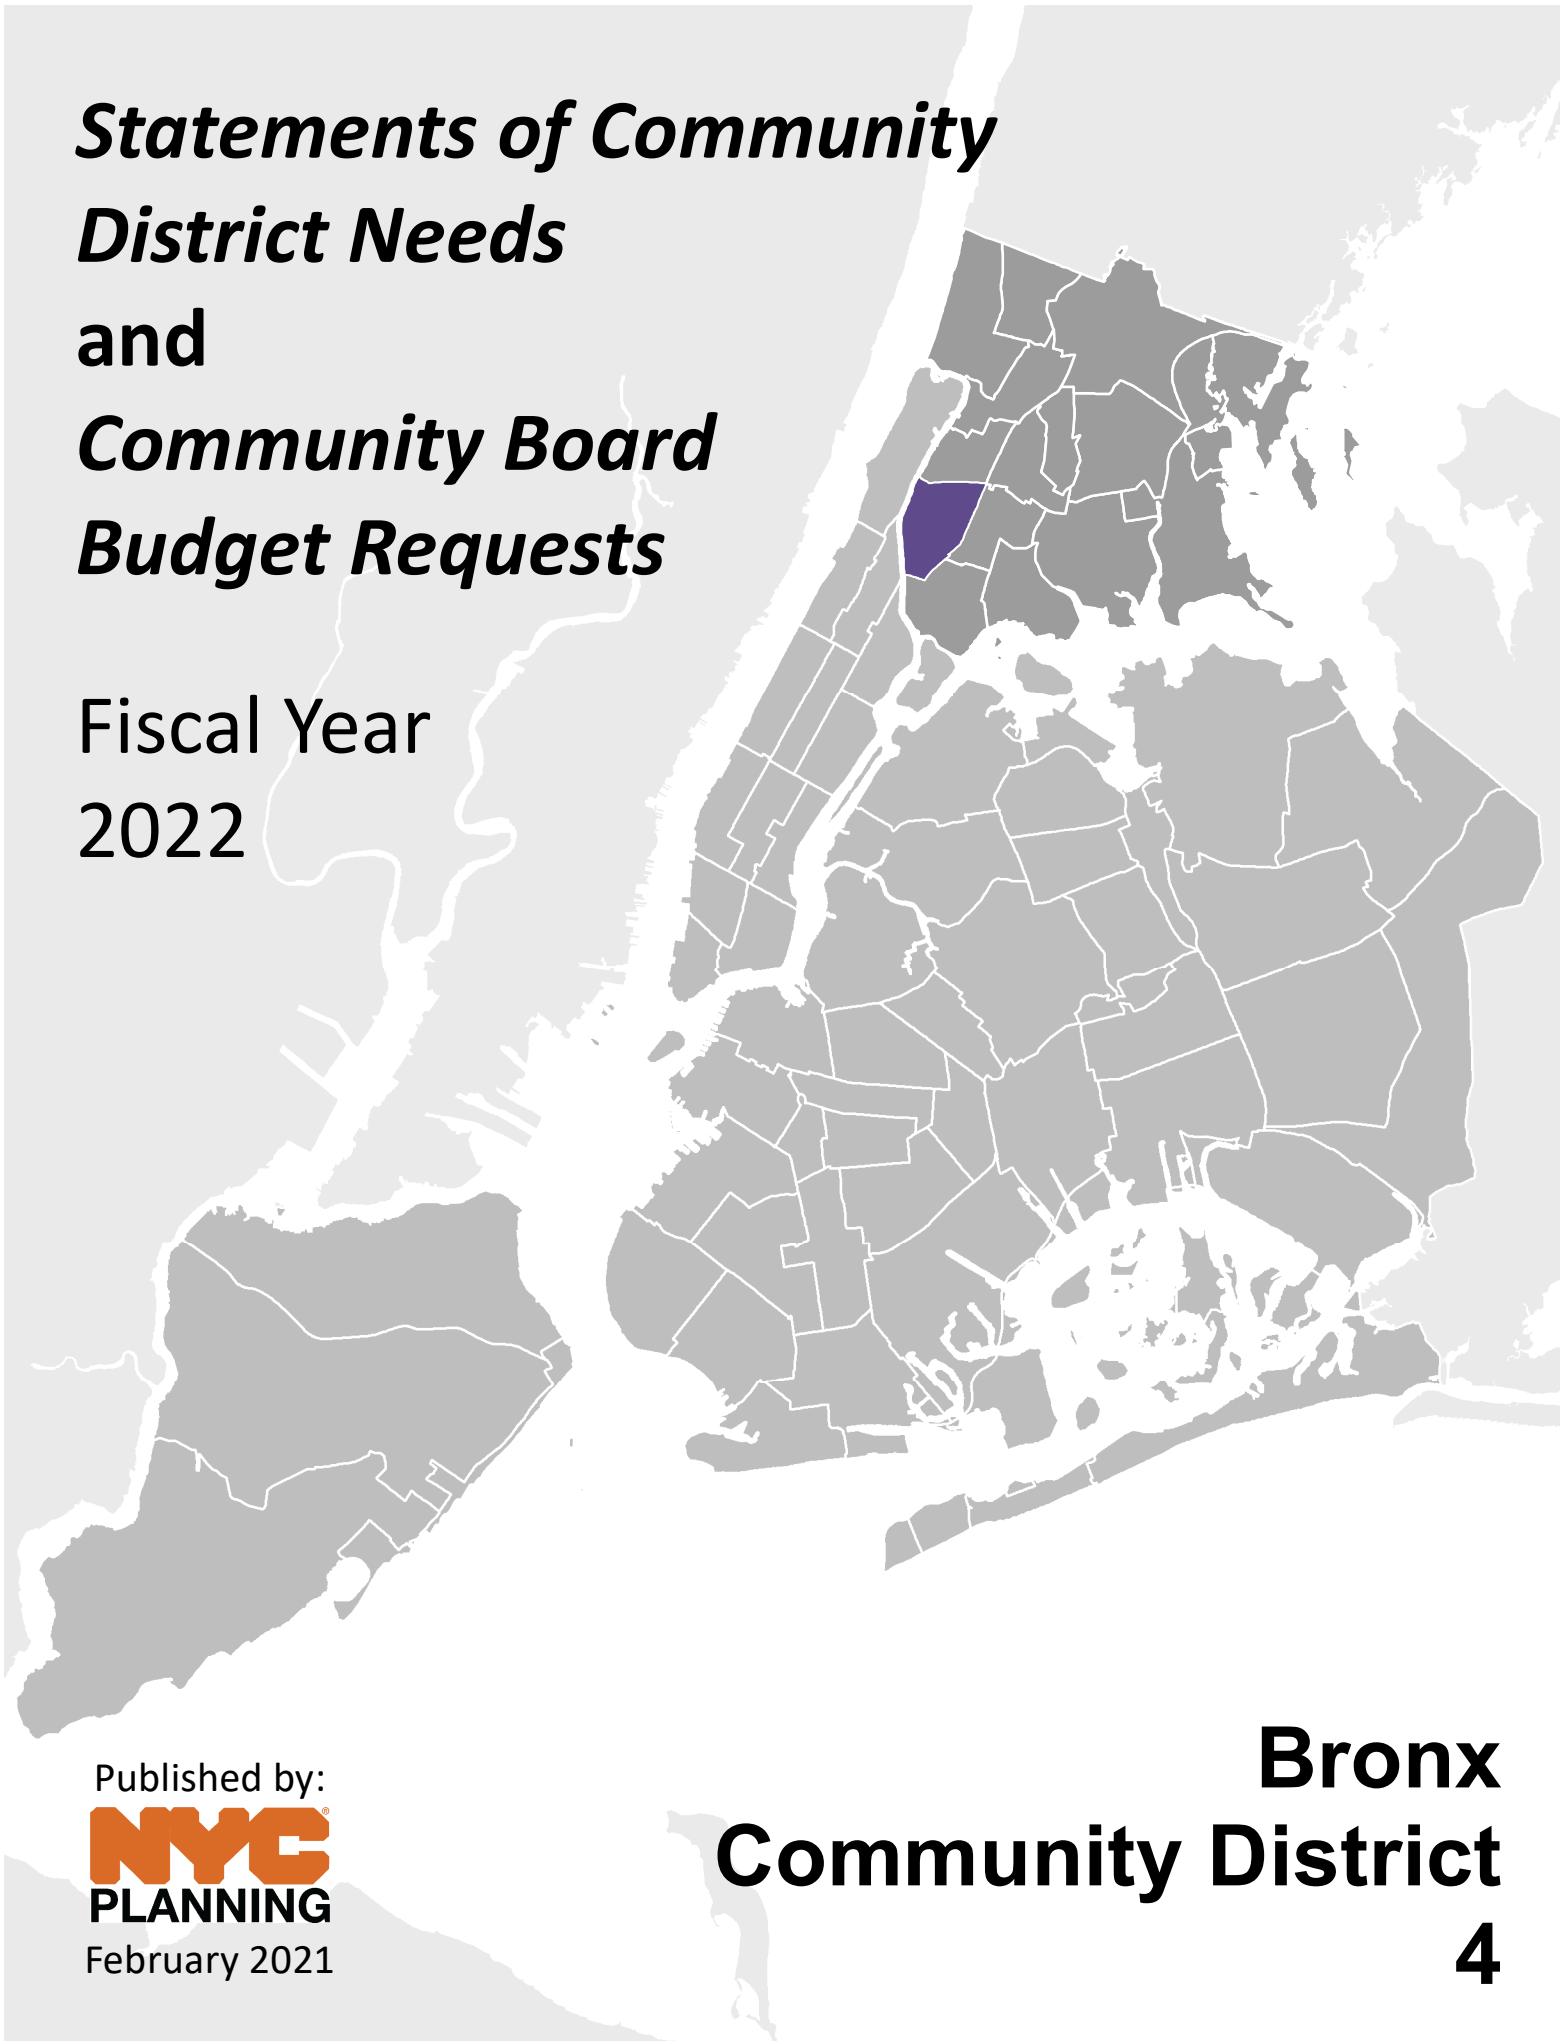 Statements of Community
District Needs
and
Community Board
Budget Requests
Fiscal Year
2022
Published by:
NYC®
PLANNING
February 2021
Bronx
Community District
4